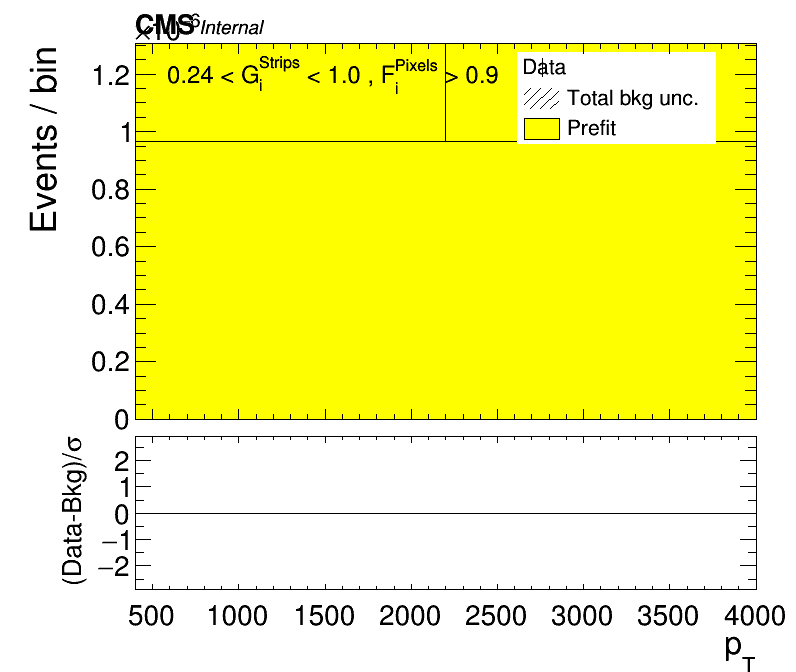 CMS Internal
×10⁻⁶
0.24 < G_i^Strips < 1.0 , F_i^Pixels > 0.9
Data
Total bkg unc.
Prefit
Events / bin
1.2
1
0.8
0.6
0.4
0.2
0
(Data-Bkg)/σ
2
1
0
−1
−2
500 1000 1500 2000 2500 3000 3500 4000
p_T